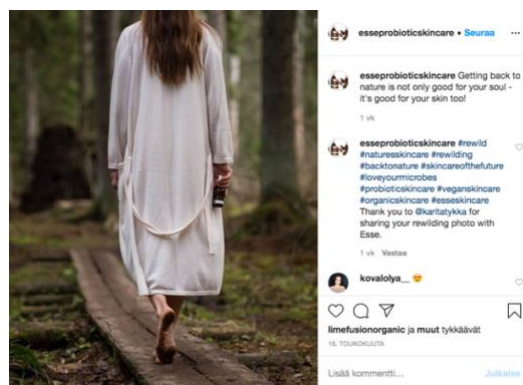 esseprobioticskincare • Seuraa ...
esseprobioticskincare Getting back to
nature is not only good for your soul -
it's good for your skin too!
1 vk
esseprobioticskincare #rewild
#naturesskincare #rewilding
#backtonature #skincareofthefuture
#loveyourmicrobes
#probioticskincare #veganskincare
#organicskincare #esseskincare
Thank you to @karitatykka for
sharing your rewilding photo with
Esse.
1 vk Vastaa
kovalolya__ 😍
limefusionorganic ja muut tykkäävät
18. TOUKOKUUTA
Lisää kommentti... Julkaise